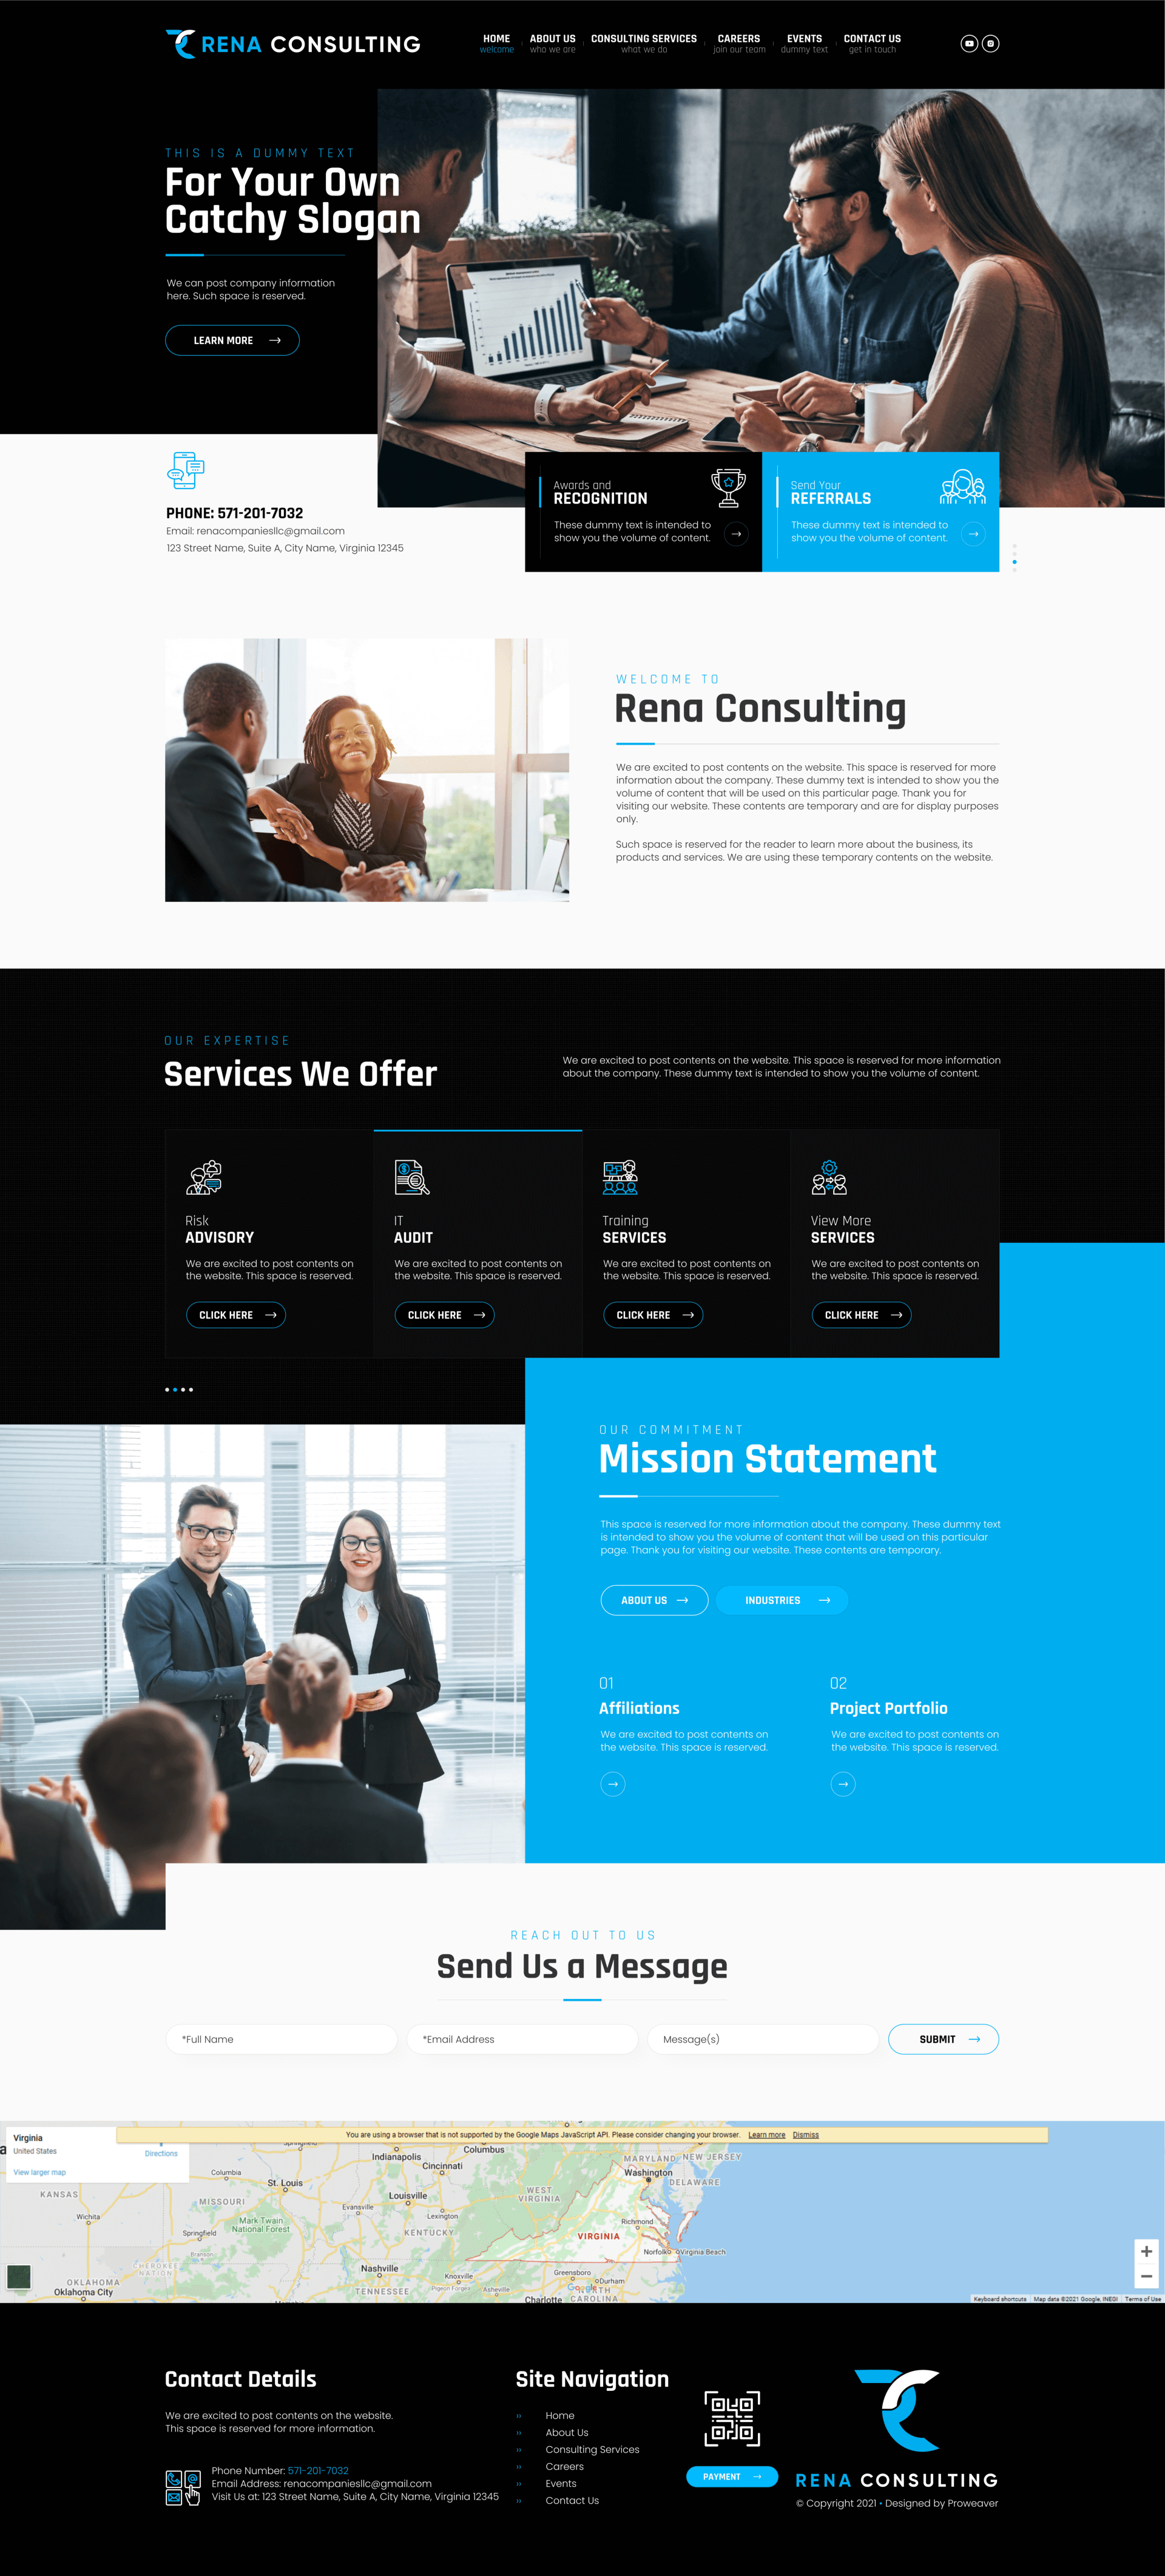 RENA CONSULTING
HOME
welcome
ABOUT US
who we are
CONSULTING SERVICES
what we do
CAREERS
join our team
EVENTS
dummy text
CONTACT US
get in touch
THIS IS A DUMMY TEXT
For Your Own
Catchy Slogan
We can post company information
here. Such space is reserved.
LEARN MORE
PHONE: 571-201-7032
Email: renacompaniesllc@gmail.com
123 Street Name, Suite A, City Name, Virginia 12345
Awards and
RECOGNITION
These dummy text is intended to
show you the volume of content.
Send Your
REFERRALS
These dummy text is intended to
show you the volume of content.
WELCOME TO
Rena Consulting
We are excited to post contents on the website. This space is reserved for more
information about the company. These dummy text is intended to show you the
volume of content that will be used on this particular page. Thank you for
visiting our website. These contents are temporary and are for display purposes
only.
Such space is reserved for the reader to learn more about the business, its
products and services. We are using these temporary contents on the website.
OUR EXPERTISE
Services We Offer
We are excited to post contents on the website. This space is reserved for more information
about the company. These dummy text is intended to show you the volume of content.
Risk
ADVISORY
We are excited to post contents on
the website. This space is reserved.
CLICK HERE
IT
AUDIT
We are excited to post contents on
the website. This space is reserved.
CLICK HERE
Training
SERVICES
We are excited to post contents on
the website. This space is reserved.
CLICK HERE
View More
SERVICES
We are excited to post contents on
the website. This space is reserved.
CLICK HERE
OUR COMMITMENT
Mission Statement
This space is reserved for more information about the company. These dummy text
is intended to show you the volume of content that will be used on this particular
page. Thank you for visiting our website. These contents are temporary.
ABOUT US
INDUSTRIES
01
Affiliations
We are excited to post contents on
the website. This space is reserved.
02
Project Portfolio
We are excited to post contents on
the website. This space is reserved.
REACH OUT TO US
Send Us a Message
*Full Name
*Email Address
Message(s)
SUBMIT
Virginia
United States
Directions
View larger map
You are using a browser that is not supported by the Google Maps JavaScript API. Please consider changing your browser. Learn more Dismiss
Indianapolis
Columbus
Cincinnati
MARYLAND
NEW JERSEY
Washington
DELAWARE
Columbia
St. Louis
KANSAS
MISSOURI
Louisville
WEST
VIRGINIA
Wichita
Evansville
Lexington
Mark Twain
National Forest
Springfield
KENTUCKY
Richmond
VIRGINIA
Norfolk
Virginia Beach
Branson
CHEROKEE
NATION
Nashville
Knoxville
Greensboro
Durham
OKLAHOMA
Oklahoma City
TENNESSEE
Pigeon Forge
Asheville
Google
NORTH
CAROLINA
Charlotte
Keyboard shortcuts
Map data ©2021 Google, INEGI
Terms of Use
Contact Details
We are excited to post contents on the website.
This space is reserved for more information.
Phone Number: 571-201-7032
Email Address: renacompaniesllc@gmail.com
Visit Us at: 123 Street Name, Suite A, City Name, Virginia 12345
Site Navigation
›› Home
›› About Us
›› Consulting Services
›› Careers
›› Events
›› Contact Us
PAYMENT
RENA CONSULTING
© Copyright 2021 • Designed by Proweaver